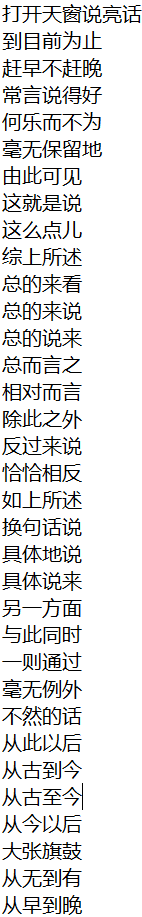 打开天窗说亮话
到目前为止
赶早不赶晚
常言说得好
何乐而不为
毫无保留地
由此可见
这就是说
这么点儿
综上所述
总的来看
总的来说
总的说来
总而言之
相对而言
除此之外
反过来说
恰恰相反
如上所述
换句话说
具体地说
具体说来
另一方面
与此同时
一则通过
毫无例外
不然的话
从此以后
从古到今
从古至今
从今以后
大张旗鼓
从无到有
从早到晚